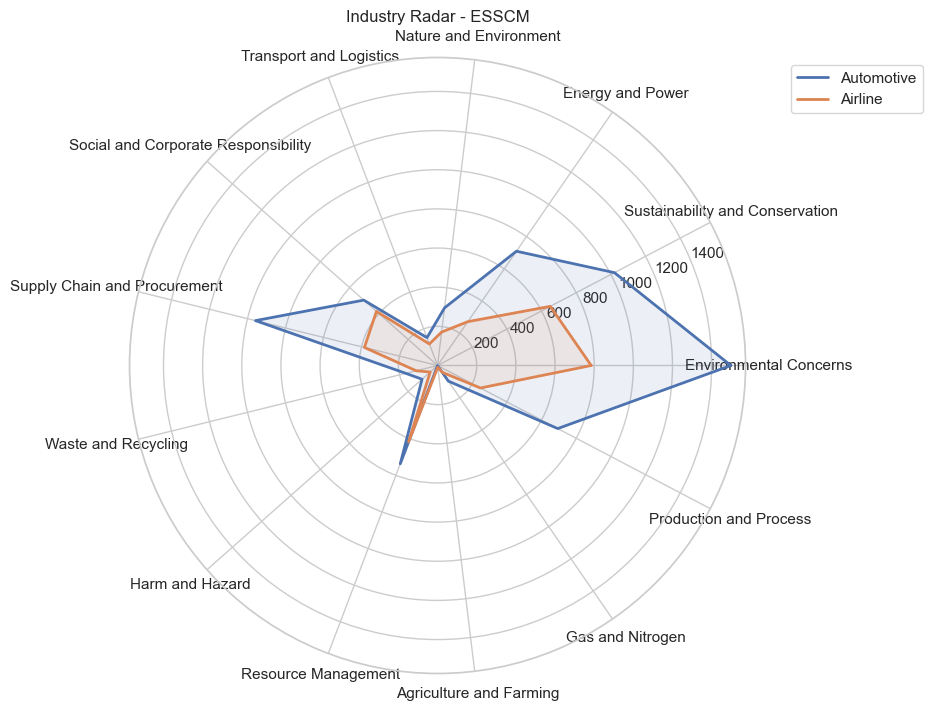 Industry Radar - ESSCM
Nature and Environment
Transport and Logistics
Automotive
Airline
Energy and Power
Social and Corporate Responsibility
Sustainability and Conservation
1400
1200
1000
800
600
400
200
Supply Chain and Procurement
Environmental Concerns
Waste and Recycling
Production and Process
Harm and Hazard
Gas and Nitrogen
Resource Management
Agriculture and Farming